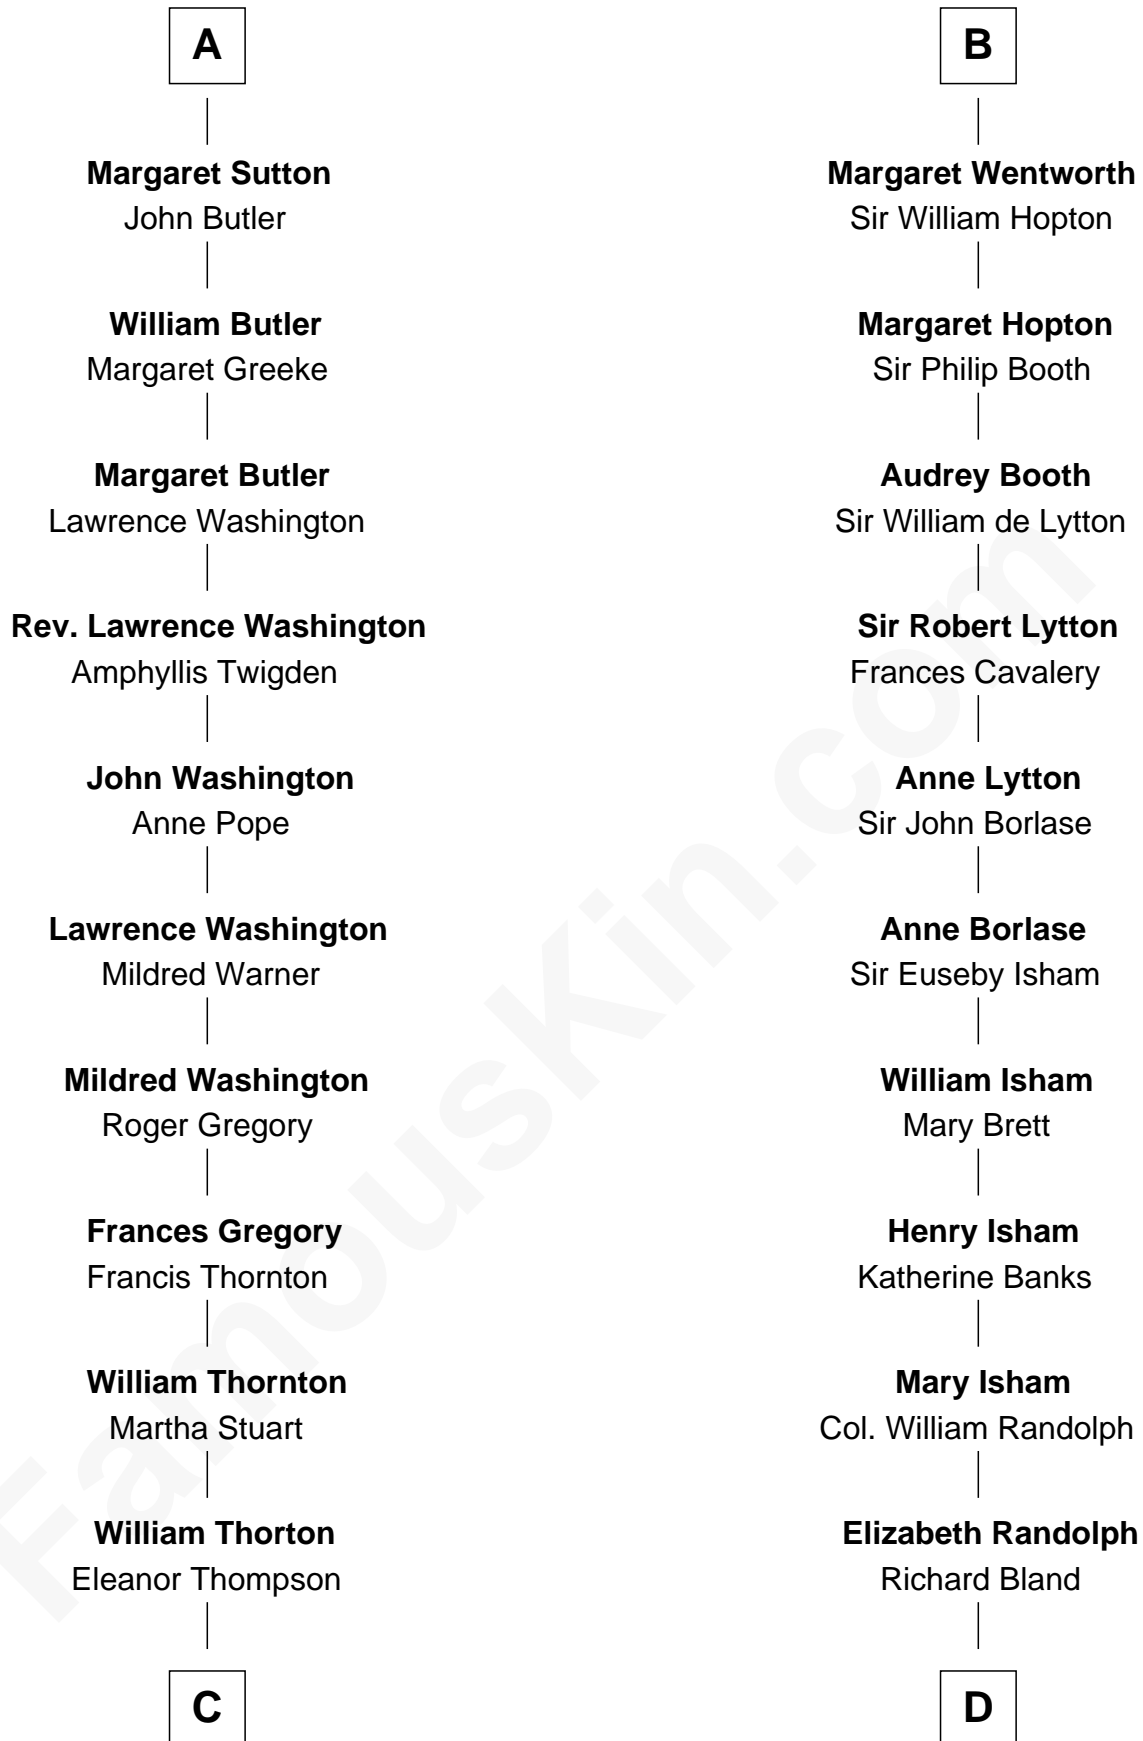 A
Margaret Sutton
John Butler
William Butler
Margaret Greeke
Margaret Butler
Lawrence Washington
Rev. Lawrence Washington
Amphyllis Twigden
John Washington
Anne Pope
Lawrence Washington
Mildred Warner
Mildred Washington
Roger Gregory
Frances Gregory
Francis Thornton
William Thornton
Martha Stuart
William Thorton
Eleanor Thompson
C
B
Margaret Wentworth
Sir William Hopton
Margaret Hopton
Sir Philip Booth
Audrey Booth
Sir William de Lytton
Sir Robert Lytton
Frances Cavalery
Anne Lytton
Sir John Borlase
Anne Borlase
Sir Euseby Isham
William Isham
Mary Brett
Henry Isham
Katherine Banks
Mary Isham
Col. William Randolph
Elizabeth Randolph
Richard Bland
D
FamousKin.com